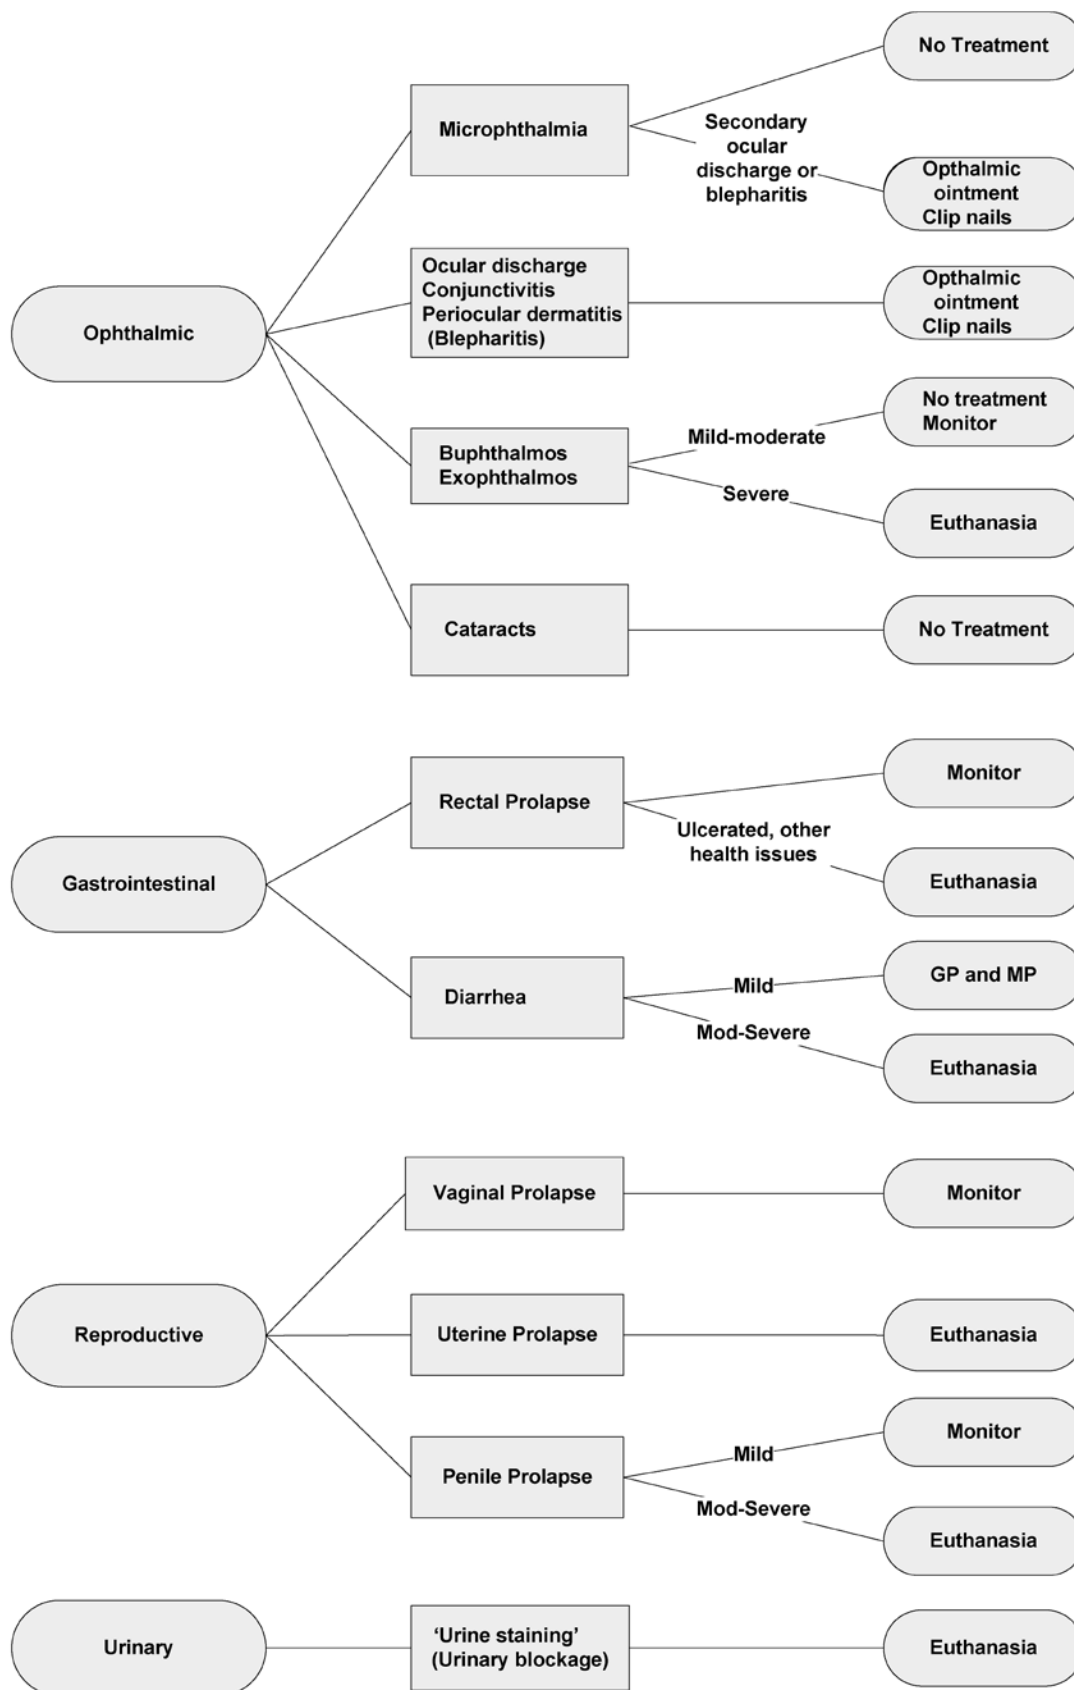 No Treatment
Microphthalmia
Secondary
ocular
discharge or
blepharitis
Opthalmic
ointment
Clip nails
Ophthalmic
Ocular discharge
Conjunctivitis
Periocular dermatitis
(Blepharitis)
Opthalmic
ointment
Clip nails
Buphthalmos
Exophthalmos
Mild-moderate
No treatment
Monitor
Severe
Euthanasia
Cataracts
No Treatment
Gastrointestinal
Rectal Prolapse
Monitor
Ulcerated, other
health issues
Euthanasia
Diarrhea
Mild
GP and MP
Mod-Severe
Euthanasia
Reproductive
Vaginal Prolapse
Monitor
Uterine Prolapse
Euthanasia
Penile Prolapse
Mild
Monitor
Mod-Severe
Euthanasia
Urinary
‘Urine staining’
(Urinary blockage)
Euthanasia